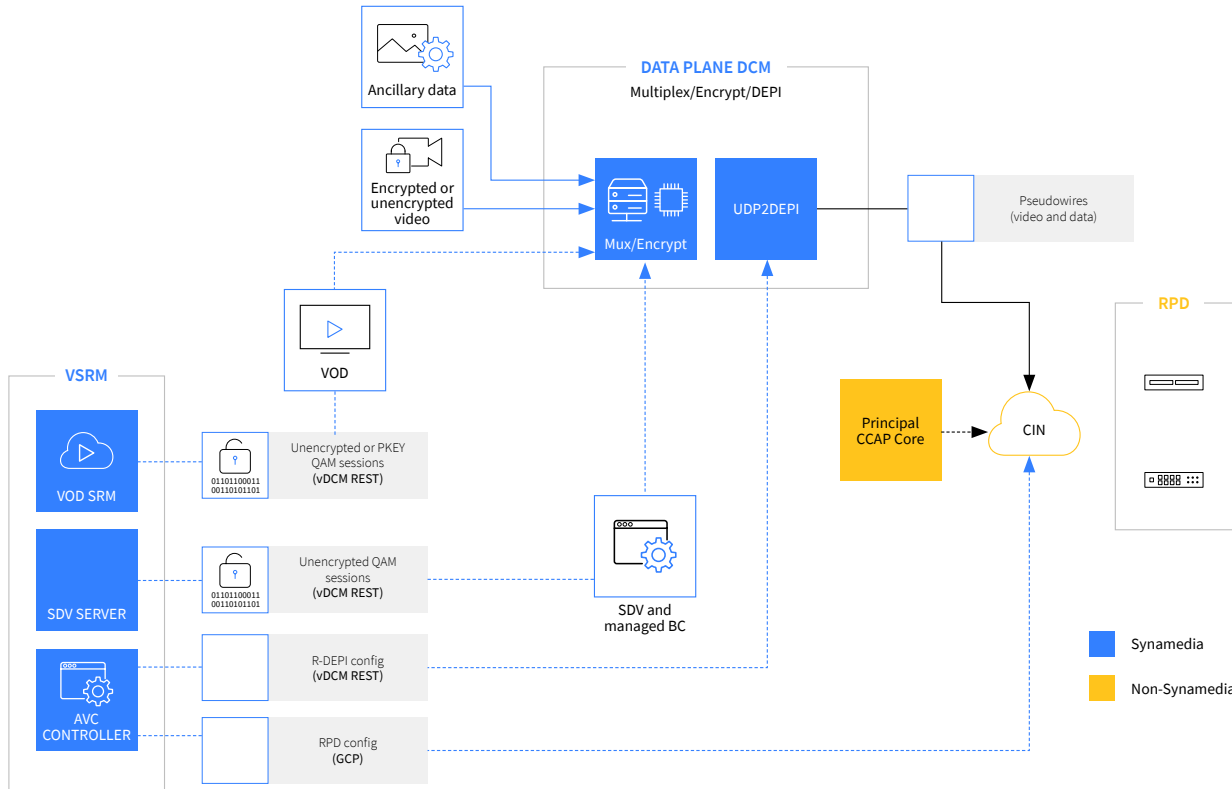 DATA PLANE DCM
Multiplex/Encrypt/DEPI
Ancillary data
Encrypted or
unencrypted
video
Mux/Encrypt
UDP2DEPI
Pseudowires
(video and data)
RPD
VOD
VSRM
VOD SRM
Unencrypted or PKEY
QAM sessions
(vDCM REST)
01101100011
00110101101
Principal
CCAP Core
CIN
SDV SERVER
Unencrypted QAM
sessions
(vDCM REST)
01101100011
00110101101
SDV and
managed BC
R-DEPI config
(vDCM REST)
AVC
CONTROLLER
RPD config
(GCP)
Synamedia
Non-Synamedia